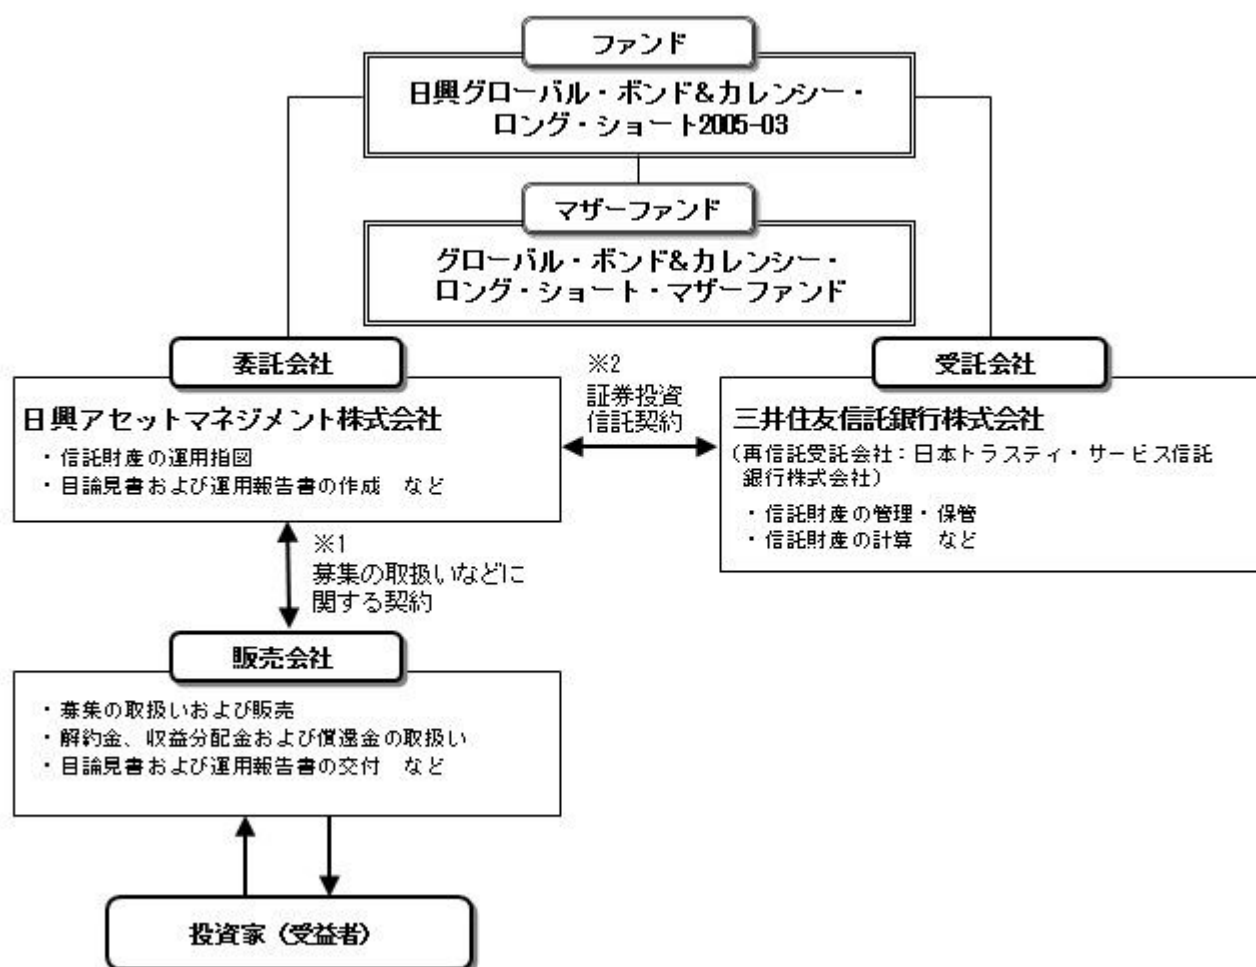 ファンド
日興グローバル・ボンド&カレンシー・
ロング・ショート2005-03
マザーファンド
グローバル・ボンド&カレンシー・
ロング・ショート・マザーファンド
委託会社
日興アセットマネジメント株式会社
・信託財産の運用指図
・目論見書および運用報告書の作成　など
※2
証券投資
信託契約
受託会社
三井住友信託銀行株式会社
(再信託受託会社：日本トラスティ・サービス信託
銀行株式会社)
・信託財産の管理・保管
・信託財産の計算　など
※1
募集の取扱いなどに
関する契約
販売会社
・募集の取扱いおよび販売
・解約金、収益分配金および償還金の取扱い
・目論見書および運用報告書の交付　など
投資家（受益者）